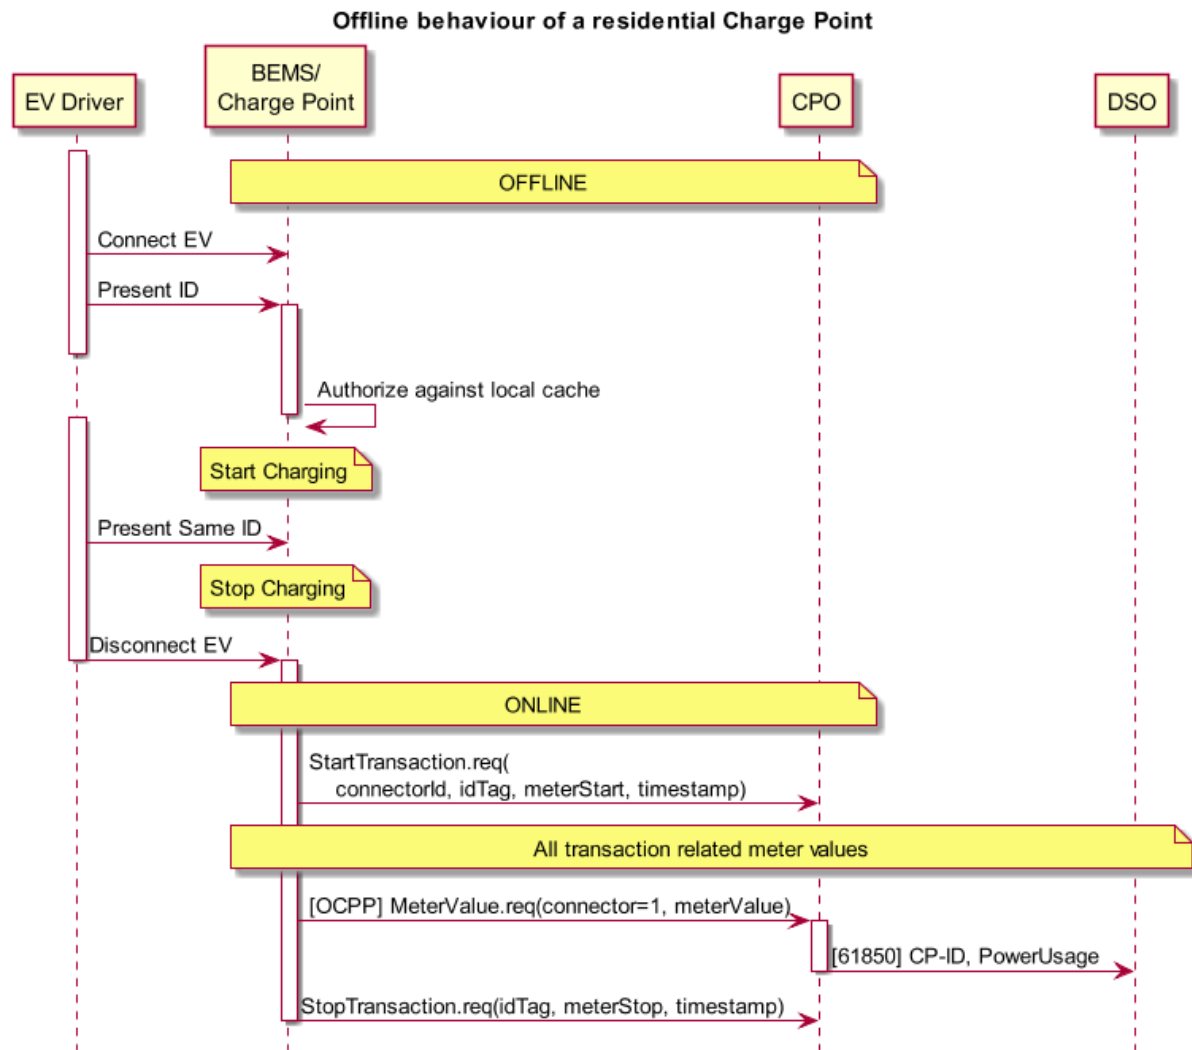 Offline behaviour of a residential Charge Point
EV Driver
BEMS/
Charge Point
CPO
DSO
OFFLINE
Connect EV
Present ID
Authorize against local cache
Start Charging
Present Same ID
Stop Charging
Disconnect EV
ONLINE
StartTransaction.req(
connectorId, idTag, meterStart, timestamp)
All transaction related meter values
[OCPP] MeterValue.req(connector=1, meterValue)
[61850] CP-ID, PowerUsage
StopTransaction.req(idTag, meterStop, timestamp)